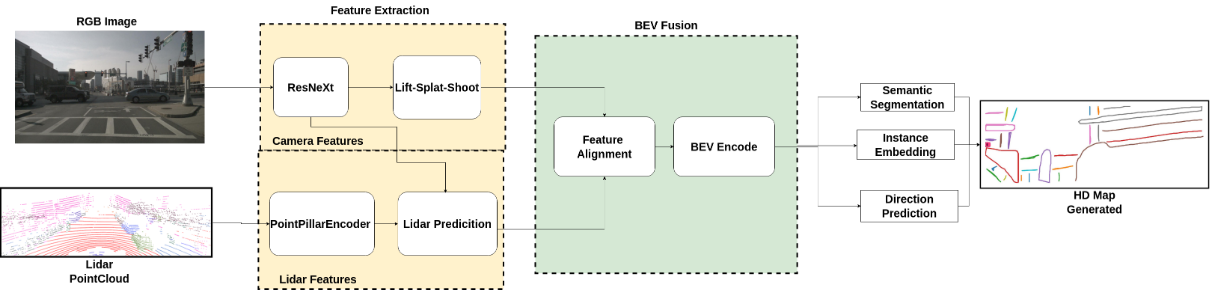 RGB Image
Feature Extraction
BEV Fusion
ResNeXt
Lift-Splat-Shoot
Camera Features
PointPillarEncoder
Lidar Predicition
Lidar Features
Lidar
PointCloud
Feature
Alignment
BEV Encode
Semantic
Segmentation
Instance
Embedding
Direction
Prediction
HD Map
Generated